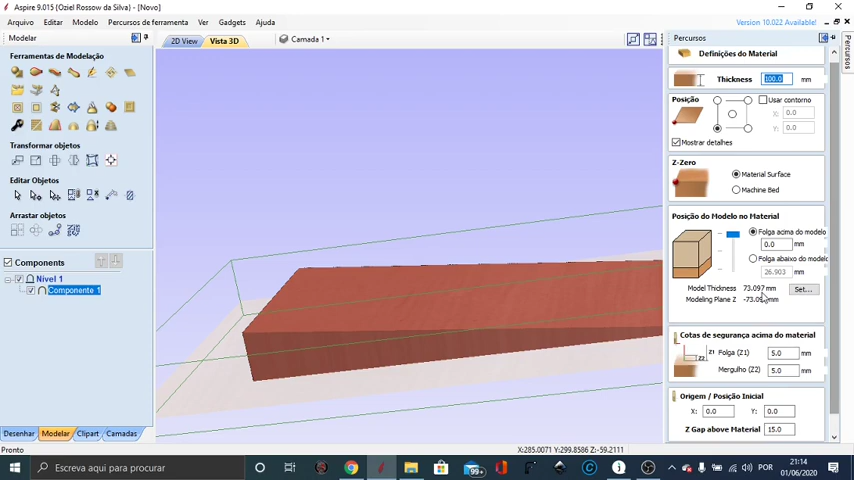 Aspire 9.015 (Oziel Rossow da Silva) - [Novo]
Arquivo Editar Modelo Percursos de ferramenta Ver Gadgets Ajuda Version 10.022 Available!
Modelar
2D View Vista 3D Camada 1
Percursos
Percursos
Ferramentas de Modelação
Transformar objetos
Editar Objetos
Arrastar objetos
Components
Nível 1
Componente 1
Definições do Material
Thickness 100.0 mm
Posição
Usar contorno
X: 0.0
Y: 0.0
Mostrar detalhes
Z-Zero
Material Surface
Machine Bed
Posição do Modelo no Material
Folga acima do modelo
0.0 mm
Folga abaixo do modelo
26.903 mm
Model Thickness 73.097 mm
Set...
Modeling Plane Z mm
Cotas de segurança acima do material
Z1
Z2
Folga (Z1) 5.0 mm
Mergulho (Z2) 5.0 mm
Origem / Posição Inicial
X: 0.0 Y: 0.0
Z Gap above Material 15.0
Desenhar Modelar Clipart Camadas
Pronto
X:285.0071 Y:299.8586 Z:-59.2111
Escreva aqui para procurar
99+
POR
21:14
01/06/2020